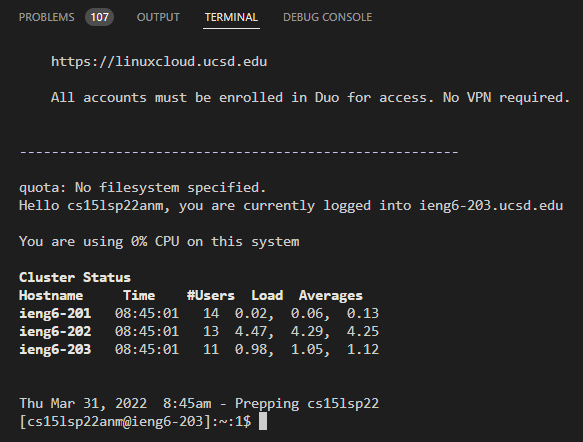 PROBLEMS 107 OUTPUT TERMINAL DEBUG CONSOLE
https://linuxcloud.ucsd.edu
All accounts must be enrolled in Duo for access. No VPN required.
-------------------------------------------------------
quota: No filesystem specified.
Hello cs15lsp22anm, you are currently logged into ieng6-203.ucsd.edu
You are using 0% CPU on this system
Cluster Status
Hostname     Time    #Users  Load  Averages
ieng6-201   08:45:01   14  0.02,  0.06,  0.13
ieng6-202   08:45:01   13  4.47,  4.29,  4.25
ieng6-203   08:45:01   11  0.98,  1.05,  1.12
Thu Mar 31, 2022  8:45am - Prepping cs15lsp22
[cs15lsp22anm@ieng6-203]:~:1$